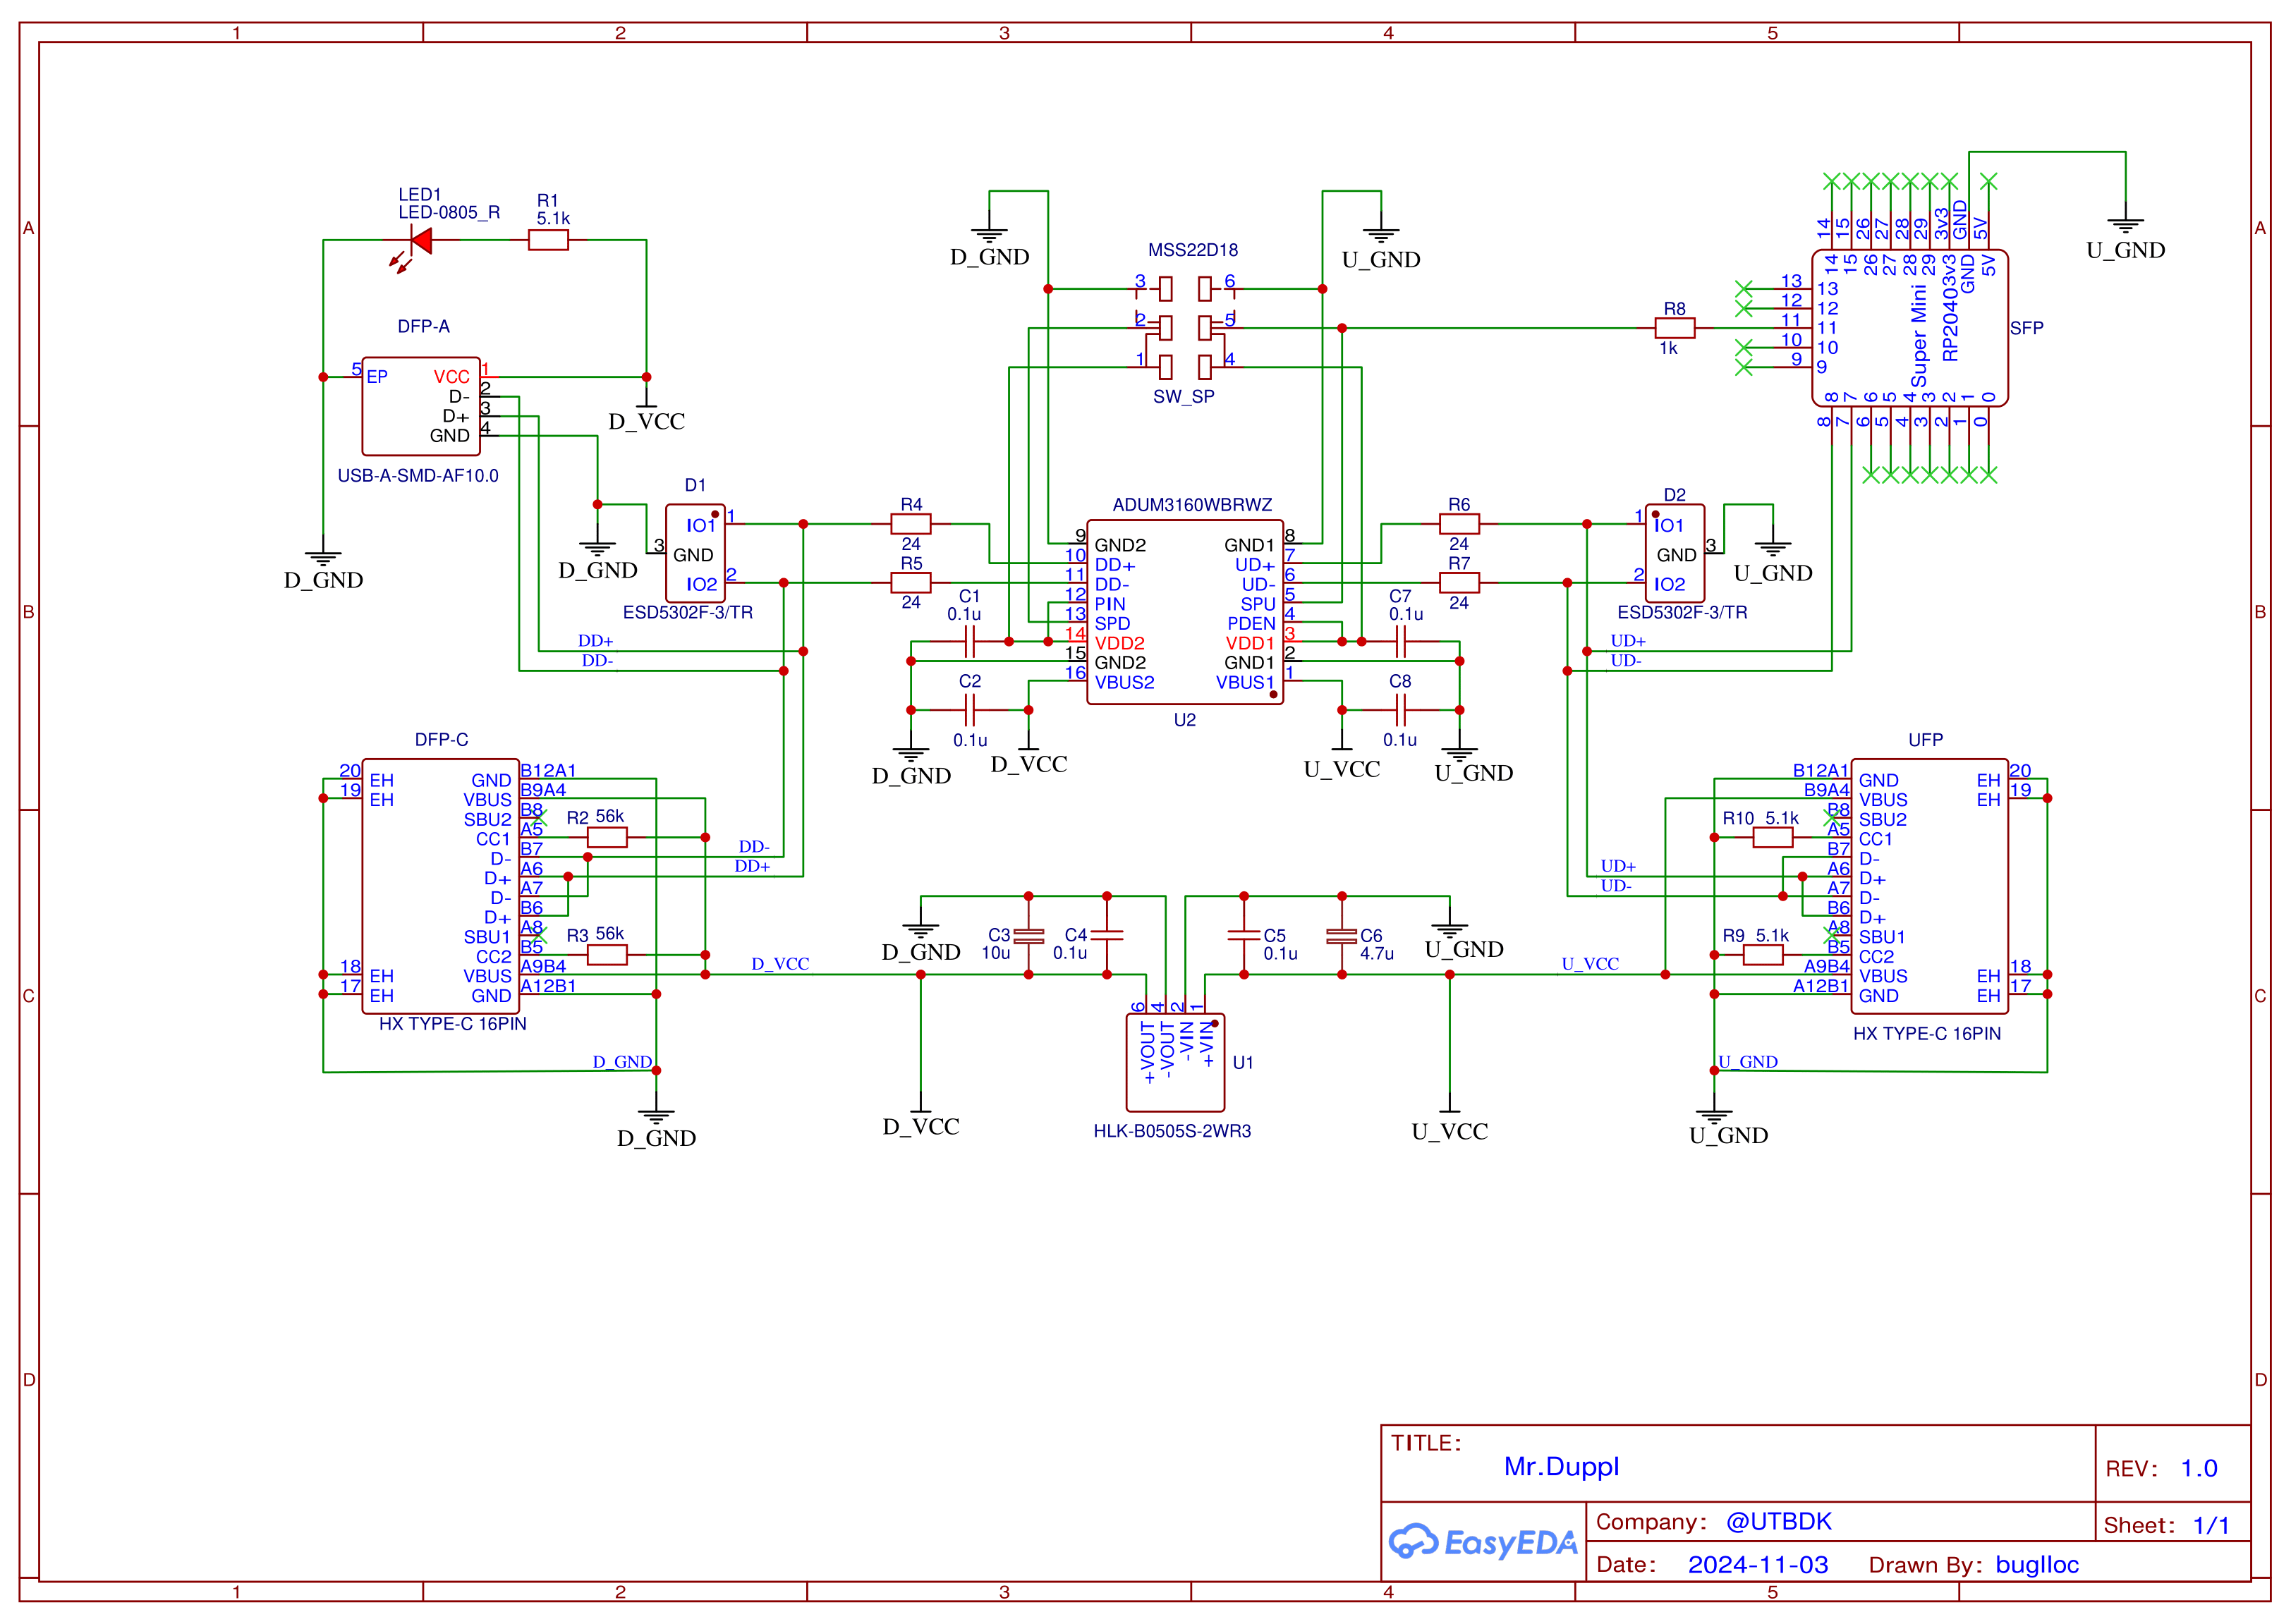 1 2 3 4 5
A
B
C
D
A
B
C
D
1 2 3 4 5
LED1
LED-0805_R
R1
5.1k
DFP-A
5 EP
VCC 1
D- 2
D+ 3
GND 4
USB-A-SMD-AF10.0
D_VCC
D_GND
D_GND
D1
IO1 1
3 GND
IO2 2
ESD5302F-3/TR
DD+
DD-
R4
24
R5
24
C1
0.1u
C2
0.1u
D_GND
D_VCC
D_GND
U_GND
MSS22D18
3 6
2 5
1 4
SW_SP
ADUM3160WBRWZ
9 GND2 GND1 8
10 DD+ UD+ 7
11 DD- UD- 6
12 PIN SPU 5
13 SPD PDEN 4
14 VDD2 VDD1 3
15 GND2 GND1 2
16 VBUS2 VBUS1 1
U2
R6
24
R7
24
C7
0.1u
C8
0.1u
U_VCC
U_GND
D2
1 IO1
GND 3
2 IO2
ESD5302F-3/TR
U_GND
UD+
UD-
R8
1k
14 15 26 27 28 29 3v3 GND 5V
14 15 26 27 28 29 3v3 GND 5V
13 13
12 12
11 11
10 10
9 9
Super Mini
RP2040
8 7 6 5 4 3 2 1 0
8 7 6 5 4 3 2 1 0
SFP
U_GND
DFP-C
20 EH GND B12A1
19 EH VBUS B9A4
SBU2 B8
CC1 A5
D- B7
D+ A6
D- A7
D+ B6
SBU1 A8
CC2 B5
18 EH VBUS A9B4
17 EH GND A12B1
HX TYPE-C 16PIN
R2 56k
R3 56k
DD-
DD+
D_VCC
D_GND
D_GND
D_GND
C3
10u
C4
0.1u
C5
0.1u
C6
4.7u
U_GND
D_VCC
U_VCC
6 4 2 1
+VOUT
-VOUT
-VIN
+VIN
U1
HLK-B0505S-2WR3
U_VCC
UFP
B12A1 GND EH 20
B9A4 VBUS EH 19
B8 SBU2
A5 CC1
B7 D-
A6 D+
A7 D-
B6 D+
A8 SBU1
B5 CC2
A9B4 VBUS EH 18
A12B1 GND EH 17
HX TYPE-C 16PIN
R10 5.1k
R9 5.1k
UD+
UD-
U_GND
U_GND
TITLE:
Mr.Duppl
REV: 1.0
EasyEDA
Company: @UTBDK
Sheet: 1/1
Date: 2024-11-03
Drawn By: buglloc